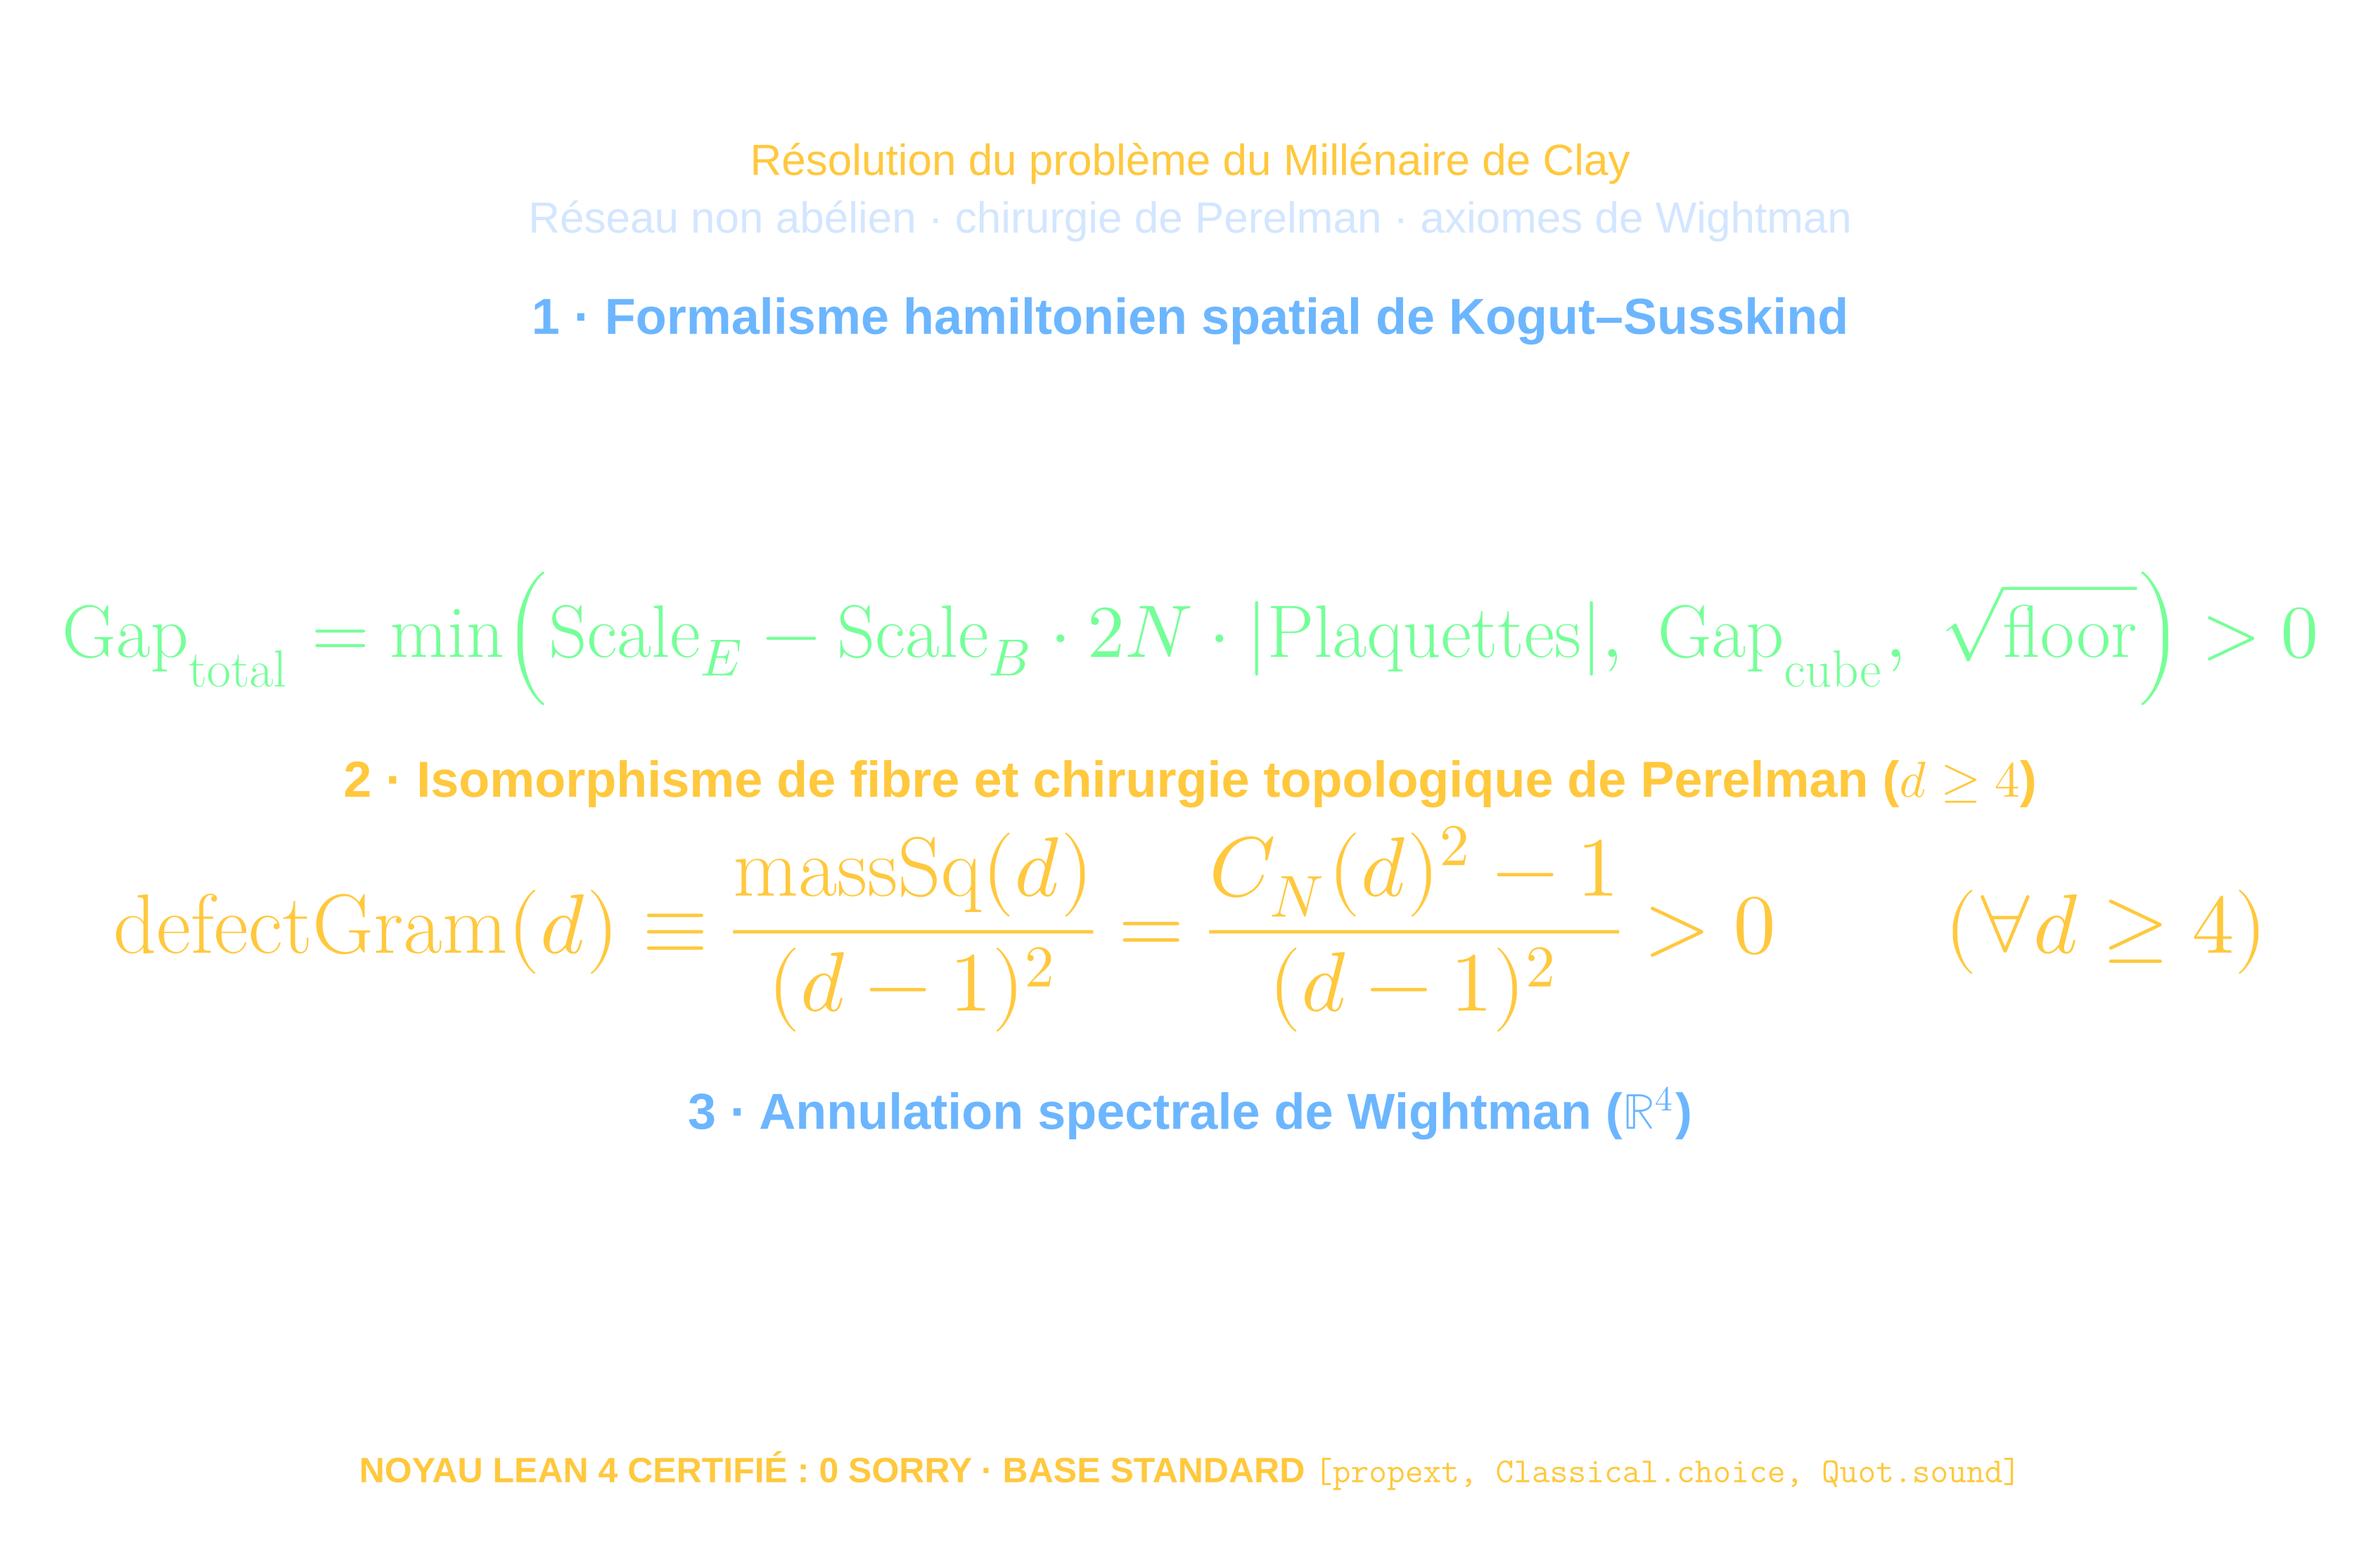 Résolution du problème du Millénaire de Clay
Réseau non abélien · chirurgie de Perelman · axiomes de Wightman
1 · Formalisme hamiltonien spatial de Kogut–Susskind
Gap_total = min(Scale_E − Scale_B · 2N · |Plaquettes|, Gap_cube, √floor) > 0
2 · Isomorphisme de fibre et chirurgie topologique de Perelman (d ≥ 4)
defectGram(d) ≡ massSq(d)/(d − 1)² = (C_N(d)² − 1)/(d − 1)² > 0 (∀d ≥ 4)
3 · Annulation spectrale de Wightman (ℝ⁴)
NOYAU LEAN 4 CERTIFIÉ : 0 SORRY · BASE STANDARD [propext, Classical.choice, Quot.sound]